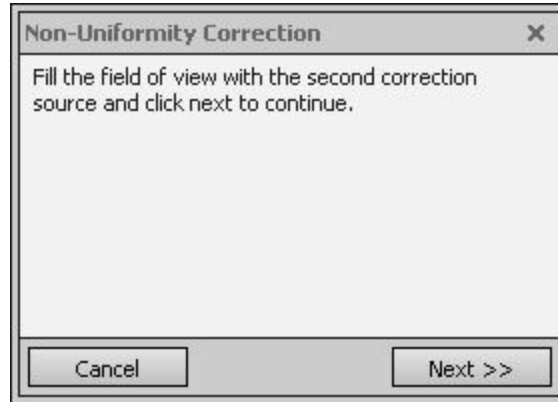 Non-Uniformity Correction
Fill the field of view with the second correction
source and click next to continue.
Cancel
Next >>